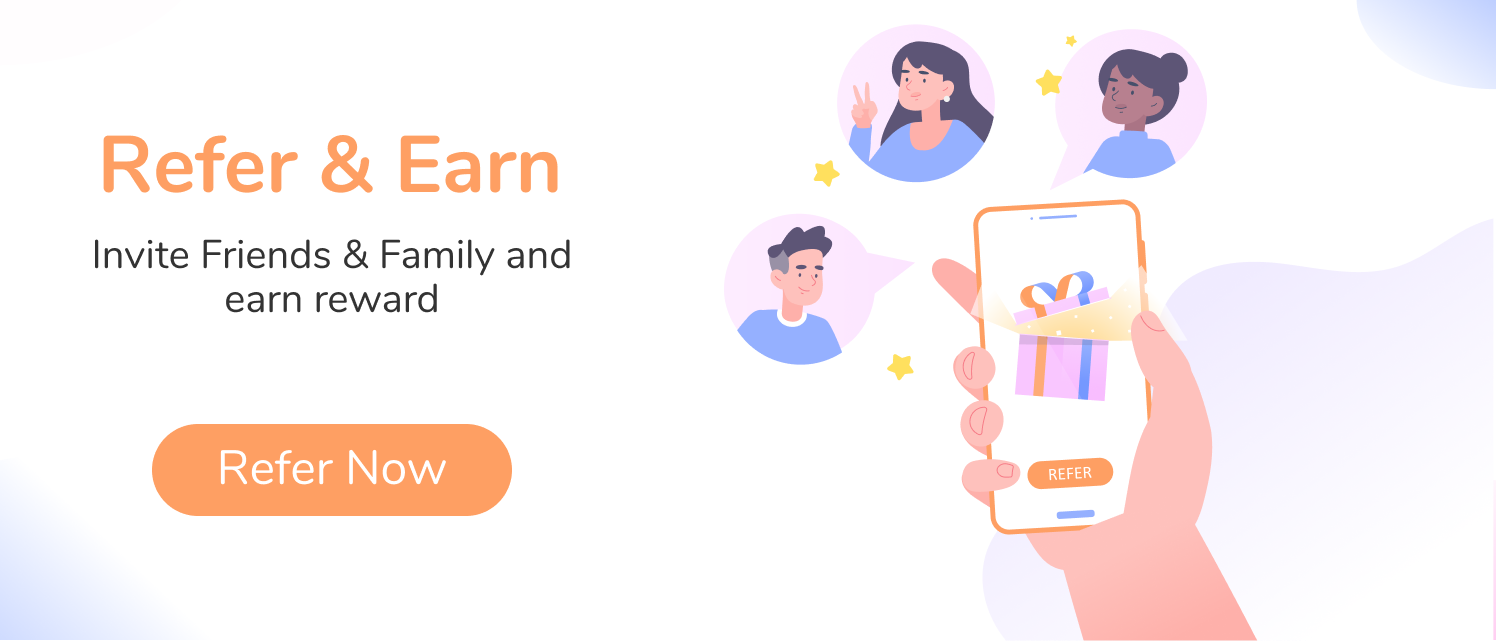 Refer & Earn
Invite Friends & Family and
earn reward
Refer Now
REFER